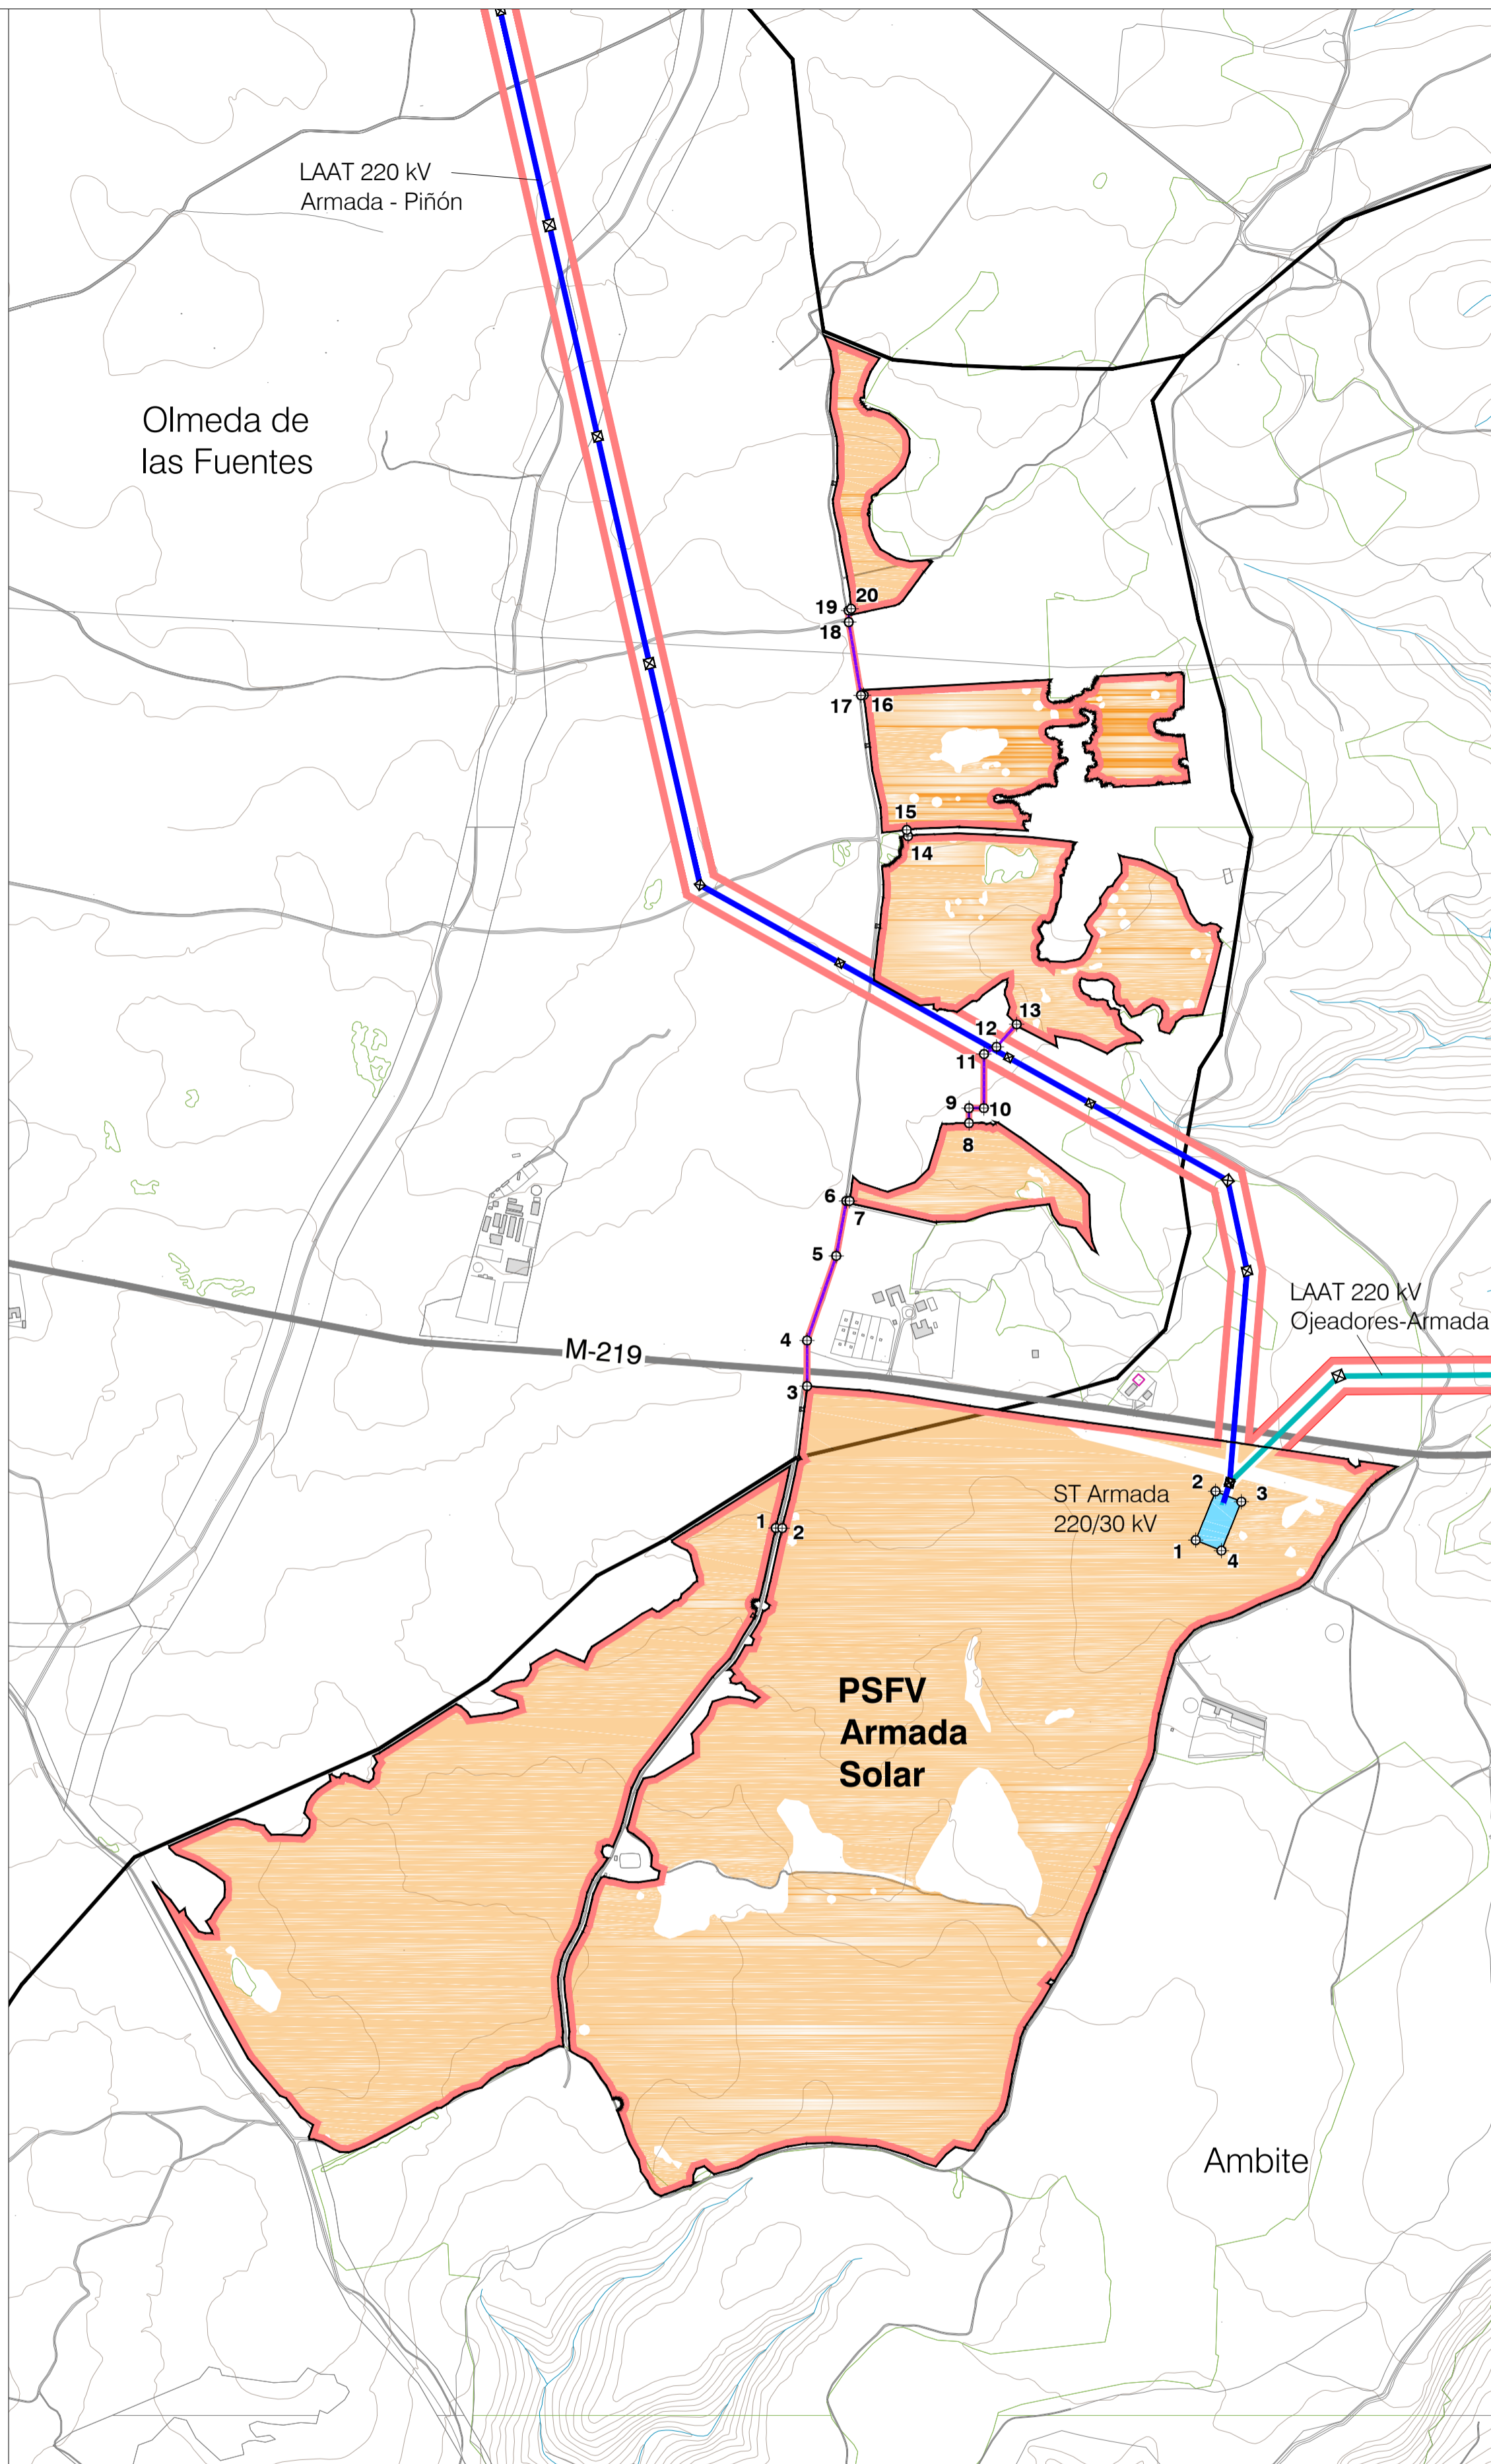 LAAT 220 kV
Armada - Piñón
Olmeda de
las Fuentes
20
19
18
17
16
15
14
13
12
11
9
10
8
6
7
5
4
3
M-219
LAAT 220 kV
Ojeadores-Armada
ST Armada
220/30 kV
2
3
1
4
1
2
PSFV
Armada
Solar
Ambite